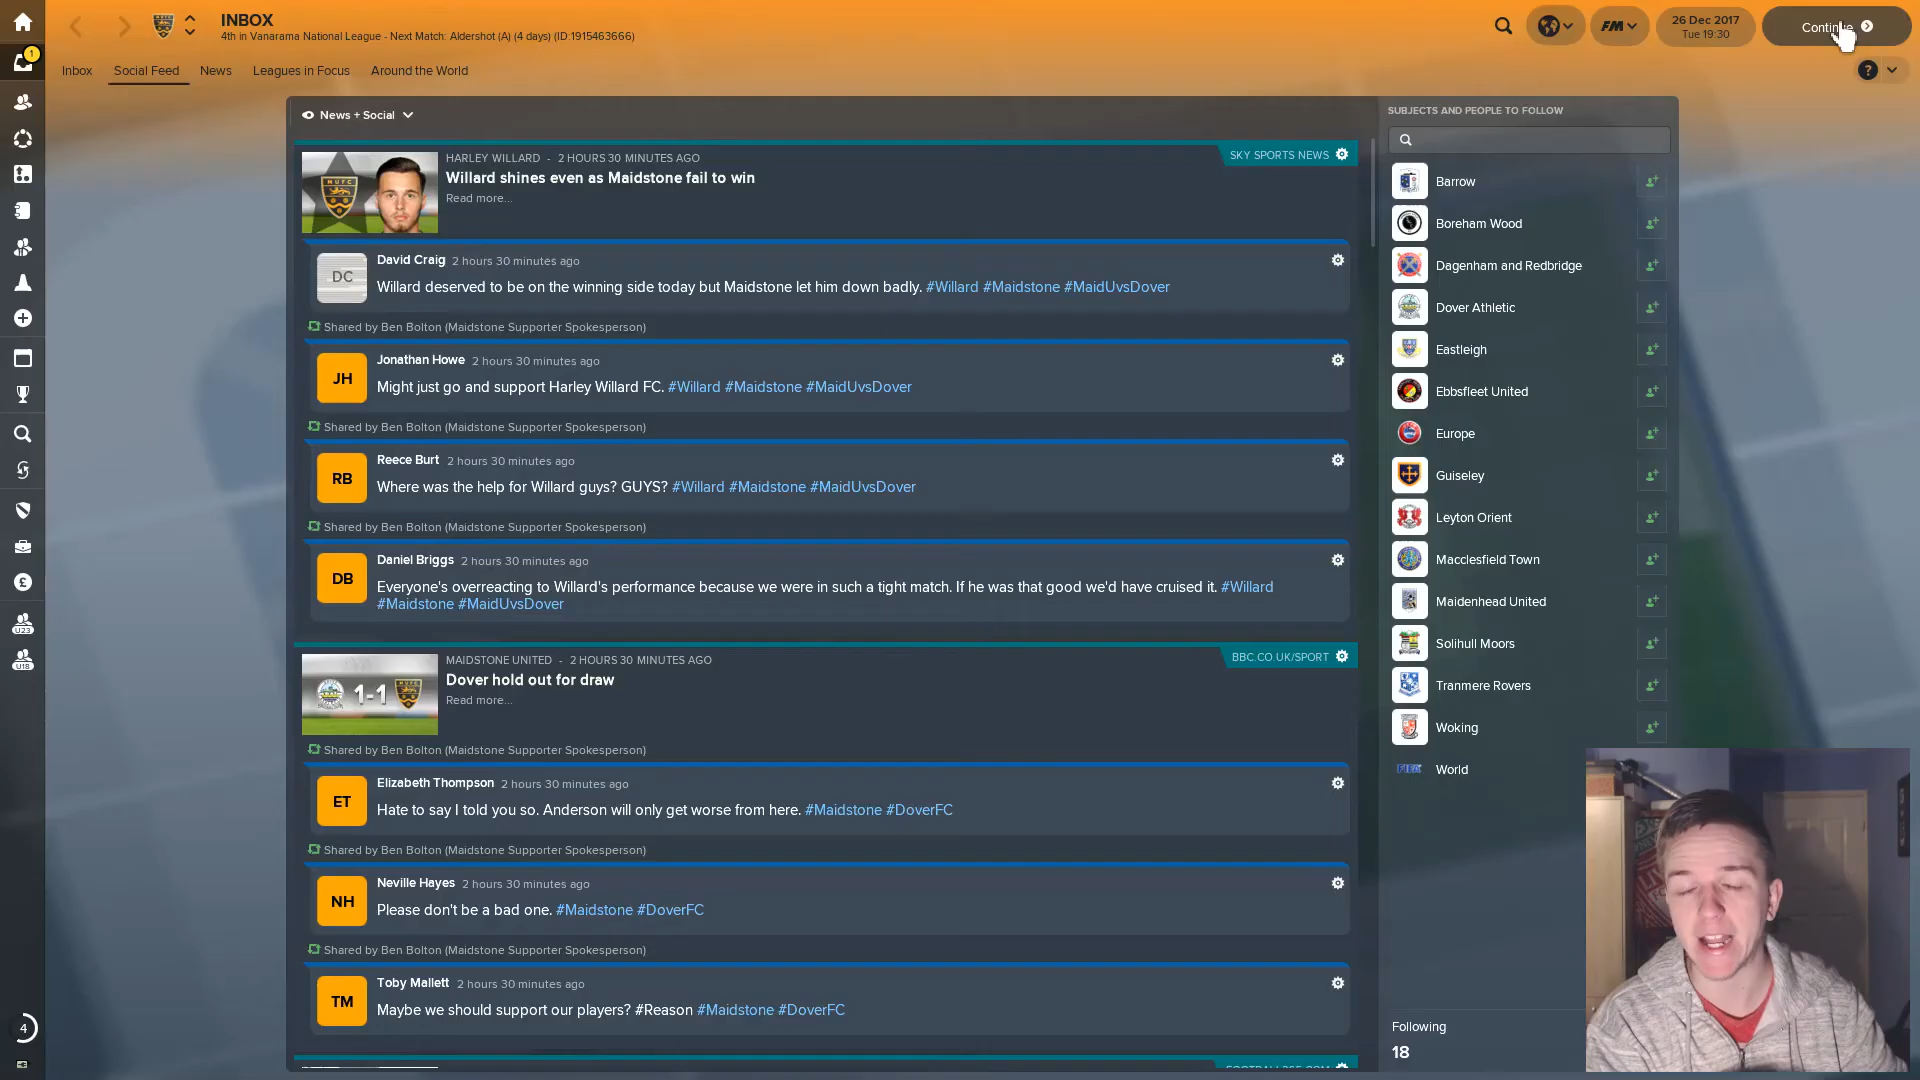 INBOX
4th in Vanarama National League - Next Match: Aldershot (A) (4 days) (ID:1915463666)
FM
26 Dec 2017
Tue 19:30
Continue
1
Inbox
Social Feed
News
Leagues in Focus
Around the World
?
News + Social
SUBJECTS AND PEOPLE TO FOLLOW
HARLEY WILLARD - 2 HOURS 30 MINUTES AGO
SKY SPORTS NEWS
Willard shines even as Maidstone fail to win
Read more...
DC
David Craig 2 hours 30 minutes ago
Willard deserved to be on the winning side today but Maidstone let him down badly. #Willard #Maidstone #MaidUvsDover
Shared by Ben Bolton (Maidstone Supporter Spokesperson)
JH
Jonathan Howe 2 hours 30 minutes ago
Might just go and support Harley Willard FC. #Willard #Maidstone #MaidUvsDover
Shared by Ben Bolton (Maidstone Supporter Spokesperson)
RB
Reece Burt 2 hours 30 minutes ago
Where was the help for Willard guys? GUYS? #Willard #Maidstone #MaidUvsDover
Shared by Ben Bolton (Maidstone Supporter Spokesperson)
DB
Daniel Briggs 2 hours 30 minutes ago
Everyone's overreacting to Willard's performance because we were in such a tight match. If he was that good we'd have cruised it. #Willard
#Maidstone #MaidUvsDover
MAIDSTONE UNITED - 2 HOURS 30 MINUTES AGO
BBC.CO.UK/SPORT
1-1
Dover hold out for draw
Read more...
Shared by Ben Bolton (Maidstone Supporter Spokesperson)
ET
Elizabeth Thompson 2 hours 30 minutes ago
Hate to say I told you so. Anderson will only get worse from here. #Maidstone #DoverFC
Shared by Ben Bolton (Maidstone Supporter Spokesperson)
NH
Neville Hayes 2 hours 30 minutes ago
Please don't be a bad one. #Maidstone #DoverFC
Shared by Ben Bolton (Maidstone Supporter Spokesperson)
TM
Toby Mallett 2 hours 30 minutes ago
Maybe we should support our players? #Reason #Maidstone #DoverFC
Barrow
Boreham Wood
Dagenham and Redbridge
Dover Athletic
Eastleigh
Ebbsfleet United
Europe
Guiseley
Leyton Orient
Macclesfield Town
Maidenhead United
Solihull Moors
Tranmere Rovers
Woking
FIFA
World
Following
18
U23
U18
4